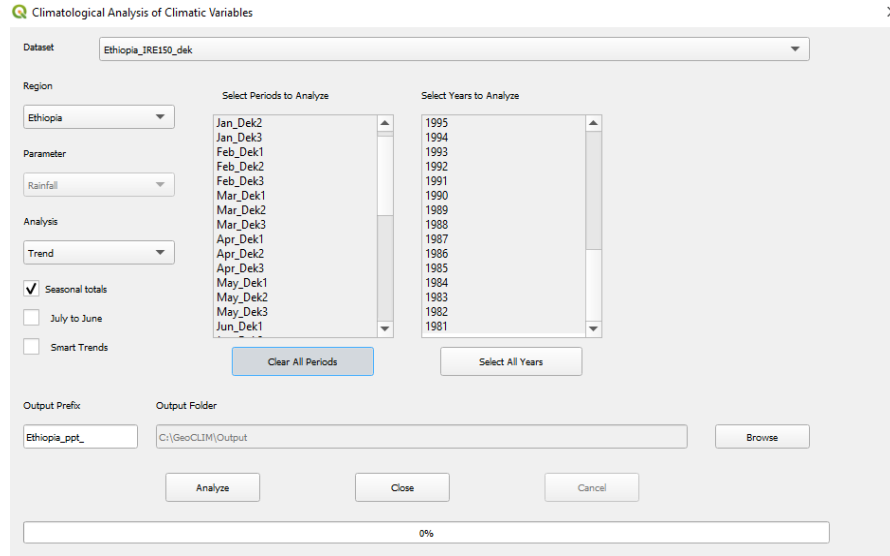 Climatological Analysis of Climatic Variables
Dataset
Ethiopia_IRE150_dek
Region
Ethiopia
Parameter
Rainfall
Analysis
Trend
Seasonal totals
July to June
Smart Trends
Select Periods to Analyze
Jan_Dek2
Jan_Dek3
Feb_Dek1
Feb_Dek2
Feb_Dek3
Mar_Dek1
Mar_Dek2
Mar_Dek3
Apr_Dek1
Apr_Dek2
Apr_Dek3
May_Dek1
May_Dek2
May_Dek3
Jun_Dek1
Clear All Periods
Select Years to Analyze
1995
1994
1993
1992
1991
1990
1989
1988
1987
1986
1985
1984
1983
1982
1981
Select All Years
Output Prefix
Ethiopia_ppt_
Output Folder
C:\GeoCLIM\Output
Browse
Analyze
Close
Cancel
0%